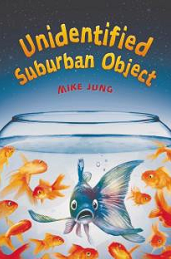 Unidentified
Suburban Object
MIKE JUNG